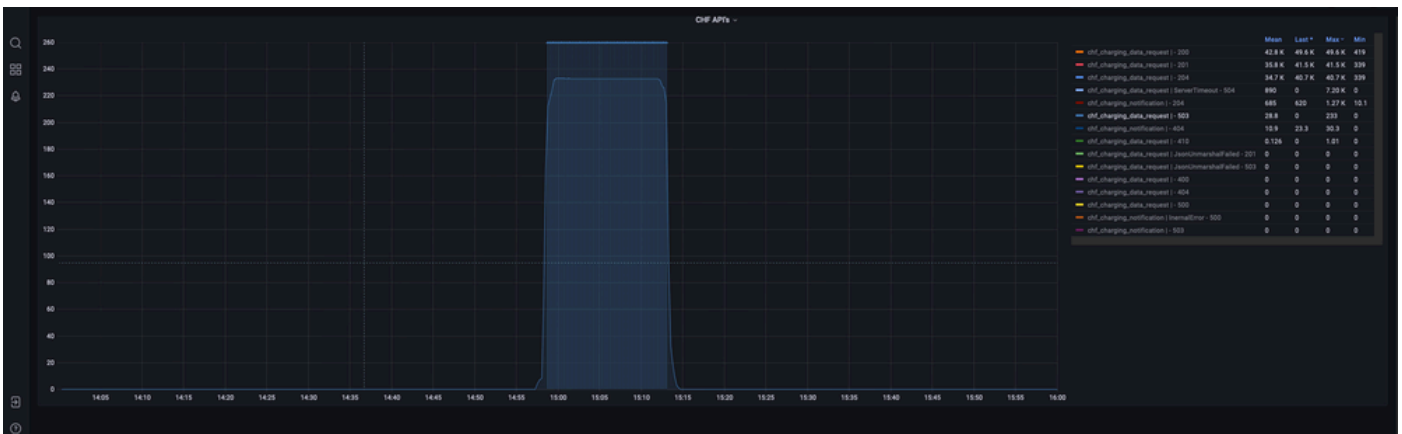 CHF API's
260
240
220
200
180
160
140
120
100
80
60
40
20
0
14:05 14:10 14:15 14:20 14:25 14:30 14:35 14:40 14:45 14:50 14:55 15:00 15:05 15:10 15:15 15:20 15:25 15:30 15:35 15:40 15:45 15:50 15:55 16:00
Mean Last * Max Min
chf_charging_data_request | - 200 42.8 K 49.6 K 49.6 K 419
chf_charging_data_request | - 201 35.8 K 41.5 K 41.5 K 339
chf_charging_data_request | - 204 34.7 K 40.7 K 40.7 K 339
chf_charging_data_request | ServerTimeout - 504 890 0 7.20 K 0
chf_charging_notification | - 204 685 620 1.27 K 10.1
chf_charging_data_request | - 503 28.8 0 233 0
chf_charging_notification | - 404 10.9 23.3 30.3 0
chf_charging_data_request | - 410 0.126 0 1.01 0
chf_charging_data_request | JsonUnmarshalFailed - 201 0 0 0 0
chf_charging_data_request | JsonUnmarshalFailed - 503 0 0 0 0
chf_charging_data_request | - 400 0 0 0 0
chf_charging_data_request | - 404 0 0 0 0
chf_charging_data_request | - 500 0 0 0 0
chf_charging_notification | InernalError - 500 0 0 0 0
chf_charging_notification | - 503 0 0 0 0